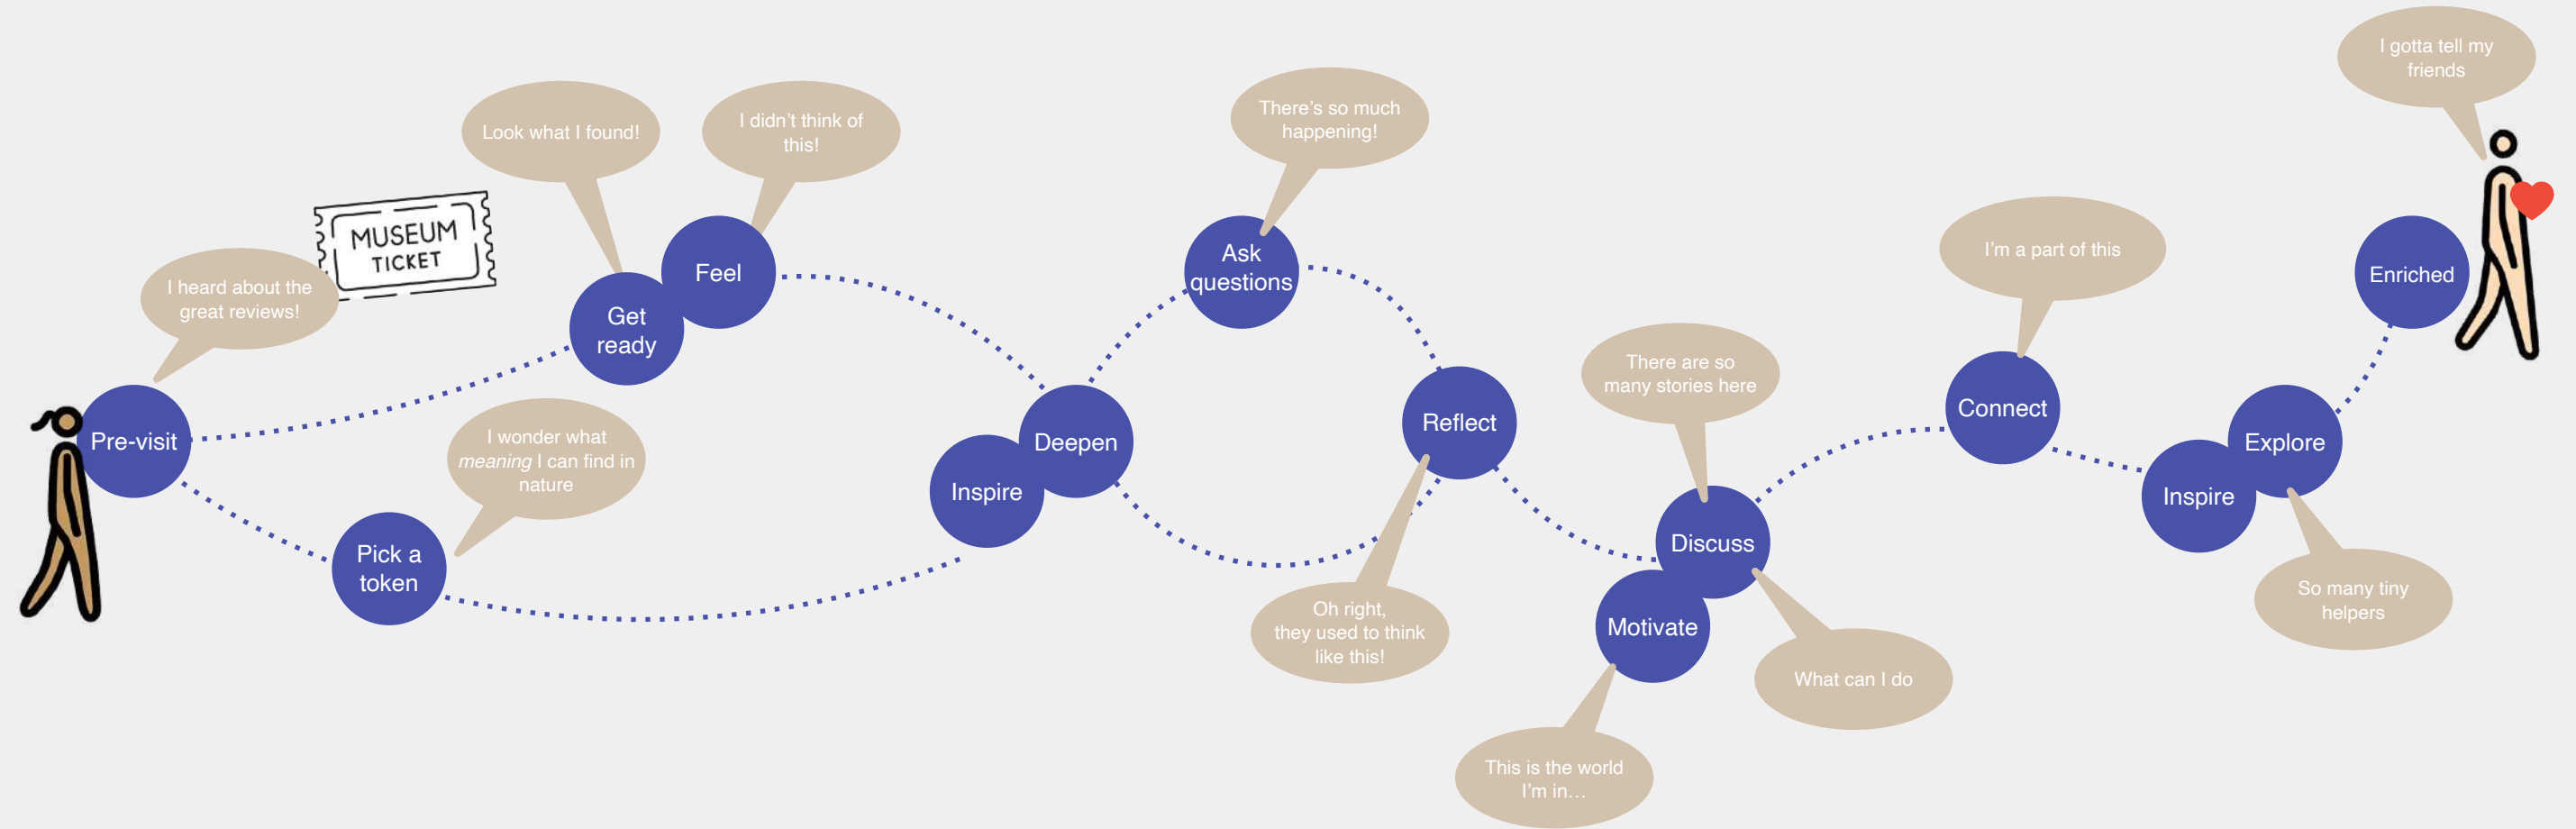 I heard about the
great reviews!
Pre-visit
MUSEUM
TICKET
Look what I found!
I didn't think of
this!
Get
ready
Feel
I wonder what
meaning I can find in
nature
Pick a
token
Inspire
Deepen
There's so much
happening!
Ask
questions
Reflect
Oh right,
they used to think
like this!
There are so
many stories here
Discuss
Motivate
What can I do
This is the world
I'm in…
I'm a part of this
Connect
Inspire
Explore
So many tiny
helpers
Enriched
I gotta tell my
friends